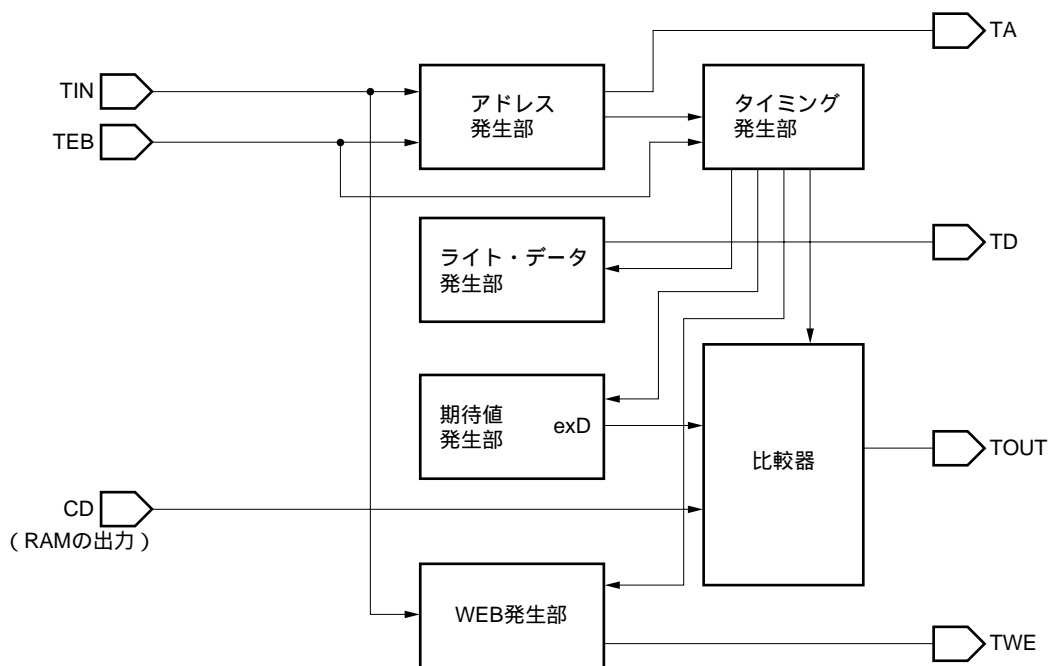 TA
TIN
アドレス
発生部
タイミング
発生部
TEB
TD
ライト・データ
発生部
期待値
発生部
exD
比較器
TOUT
CD
(RAMの出力)
WEB発生部
TWE